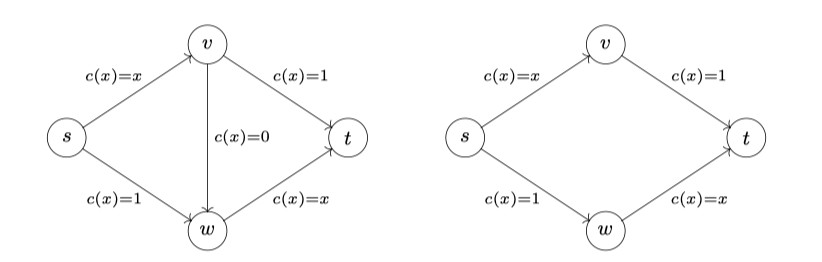 v
c(x)=x
c(x)=1
s
c(x)=0
t
c(x)=1
c(x)=x
w
v
c(x)=x
c(x)=1
s
t
c(x)=1
c(x)=x
w